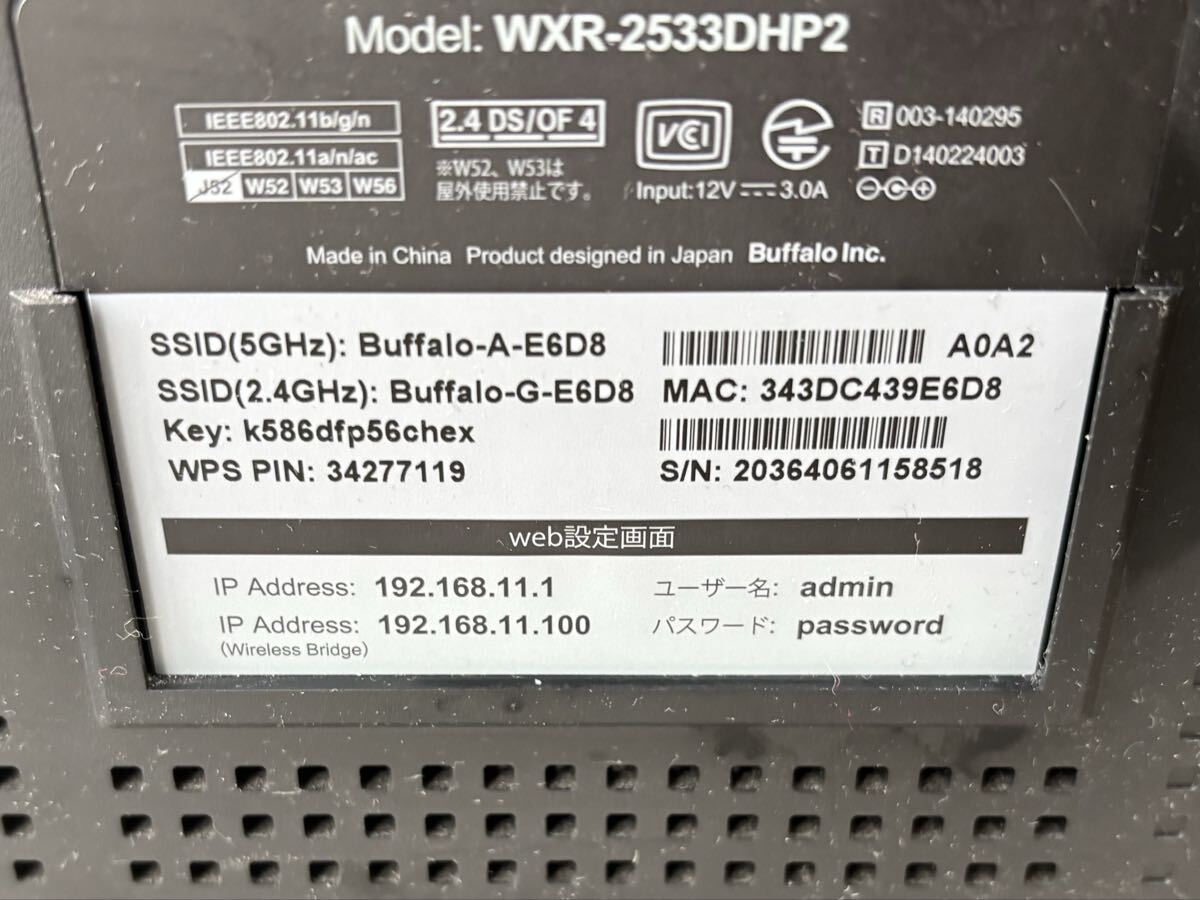 Model: WXR-2533DHP2
IEEE802.11b/g/n
IEEE802.11a/n/ac
J52 W52 W53 W56
2.4 DS/OF 4
※W52、W53は
屋外使用禁止です。
VCCI
Input:12V 3.0A
R 003-140295
T D140224003
Made in China Product designed in Japan Buffalo Inc.
SSID(5GHz): Buffalo-A-E6D8
A0A2
SSID(2.4GHz): Buffalo-G-E6D8
MAC: 343DC439E6D8
Key: k586dfp56chex
WPS PIN: 34277119
S/N: 20364061158518
web設定画面
IP Address: 192.168.11.1
ユーザー名: admin
IP Address: 192.168.11.100
(Wireless Bridge)
パスワード: password